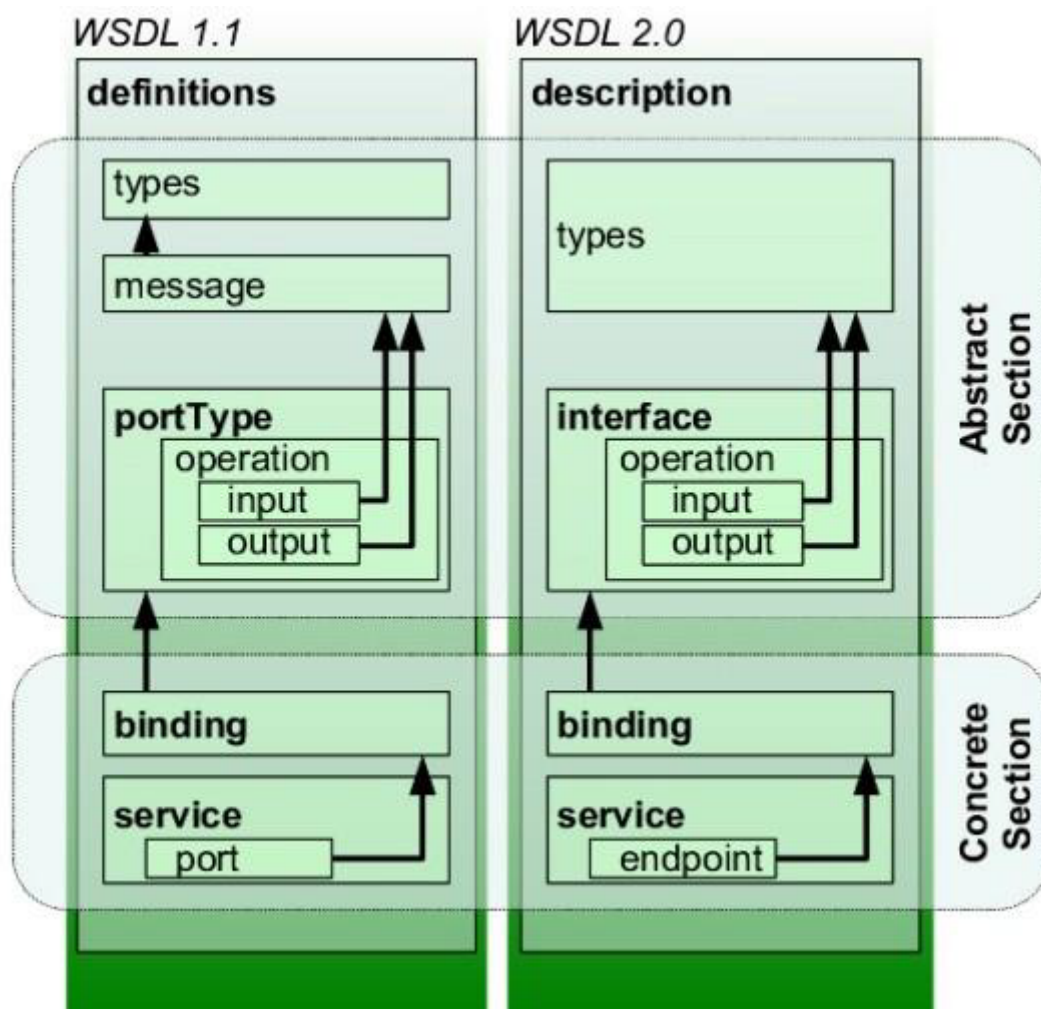 WSDL 1.1
definitions
types
message
portType
operation
input
output
binding
service
port
WSDL 2.0
description
types
interface
operation
input
output
binding
service
endpoint
Abstract
Section
Concrete
Section